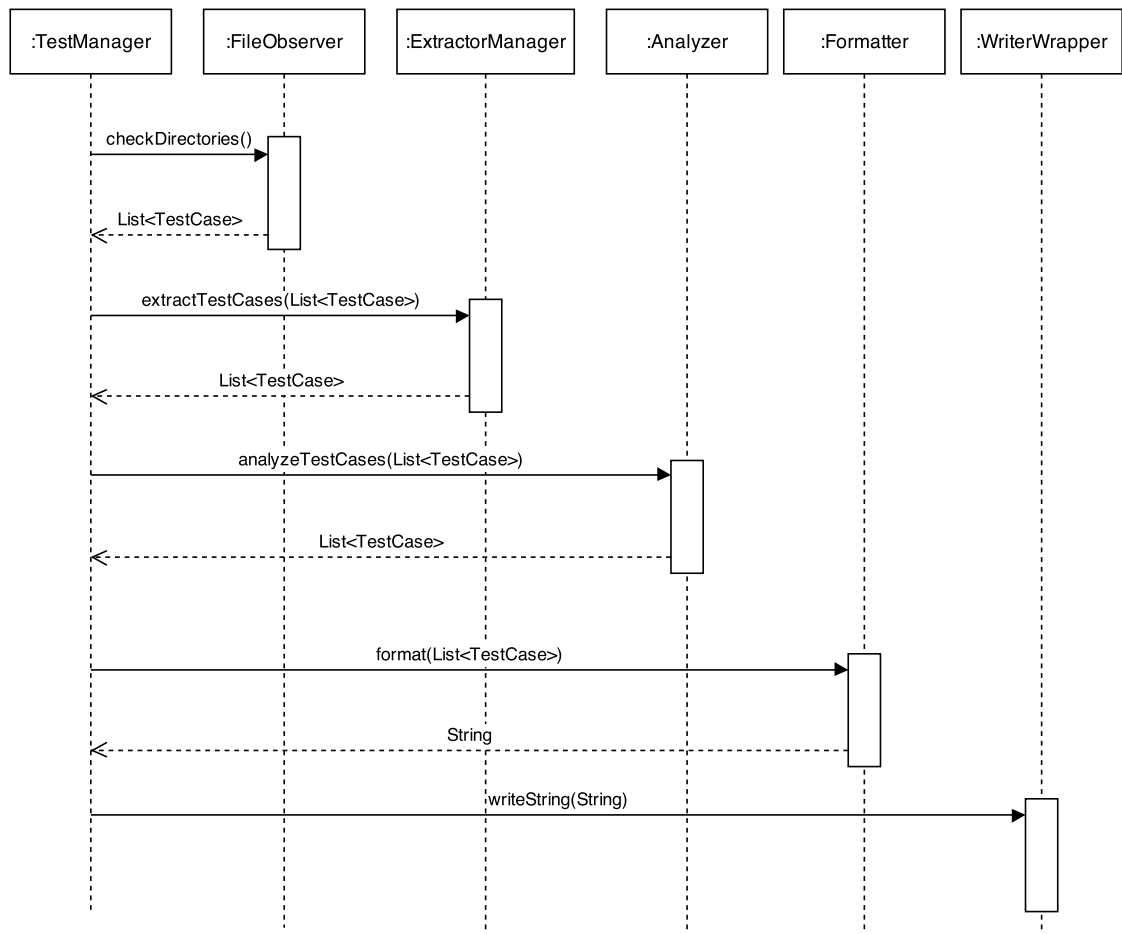 :TestManager
:FileObserver
:ExtractorManager
:Analyzer
:Formatter
:WriterWrapper
checkDirectories()
List<TestCase>
extractTestCases(List<TestCase>)
List<TestCase>
analyzeTestCases(List<TestCase>)
List<TestCase>
format(List<TestCase>)
String
writeString(String)